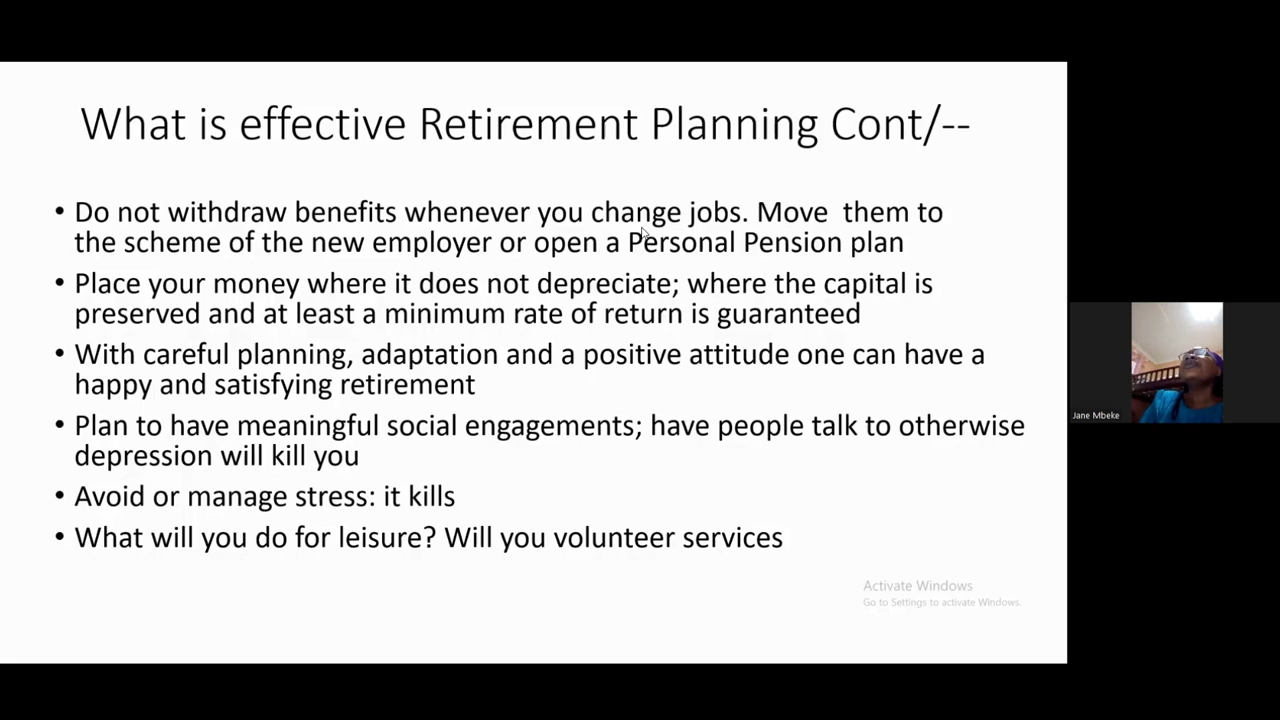 What is effective Retirement Planning Cont/--
• Do not withdraw benefits whenever you change jobs. Move  them to
the scheme of the new employer or open a Personal Pension plan
• Place your money where it does not depreciate; where the capital is
preserved and at least a minimum rate of return is guaranteed
• With careful planning, adaptation and a positive attitude one can have a
happy and satisfying retirement
• Plan to have meaningful social engagements; have people talk to otherwise
depression will kill you
• Avoid or manage stress: it kills
• What will you do for leisure? Will you volunteer services
Activate Windows
Go to Settings to activate Windows.
Jane Mbeke